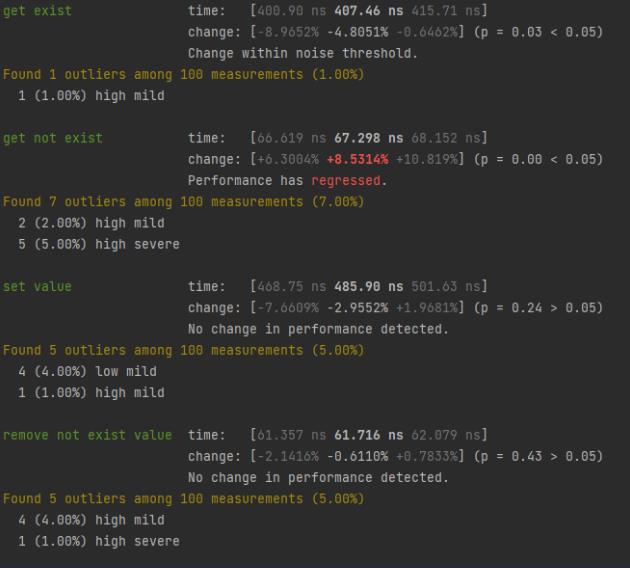 get exist time: [400.90 ns 407.46 ns 415.71 ns]
change: [-8.9652% -4.8051% -0.6462%] (p = 0.03 < 0.05)
Change within noise threshold.
Found 1 outliers among 100 measurements (1.00%)
1 (1.00%) high mild
get not exist time: [66.619 ns 67.298 ns 68.152 ns]
change: [+6.3004% +8.5314% +10.819%] (p = 0.00 < 0.05)
Performance has regressed.
Found 7 outliers among 100 measurements (7.00%)
2 (2.00%) high mild
5 (5.00%) high severe
set value time: [468.75 ns 485.90 ns 501.63 ns]
change: [-7.6609% -2.9552% +1.9681%] (p = 0.24 > 0.05)
No change in performance detected.
Found 5 outliers among 100 measurements (5.00%)
4 (4.00%) low mild
1 (1.00%) high mild
remove not exist value time: [61.357 ns 61.716 ns 62.079 ns]
change: [-2.1416% -0.6110% +0.7833%] (p = 0.43 > 0.05)
No change in performance detected.
Found 5 outliers among 100 measurements (5.00%)
4 (4.00%) high mild
1 (1.00%) high severe